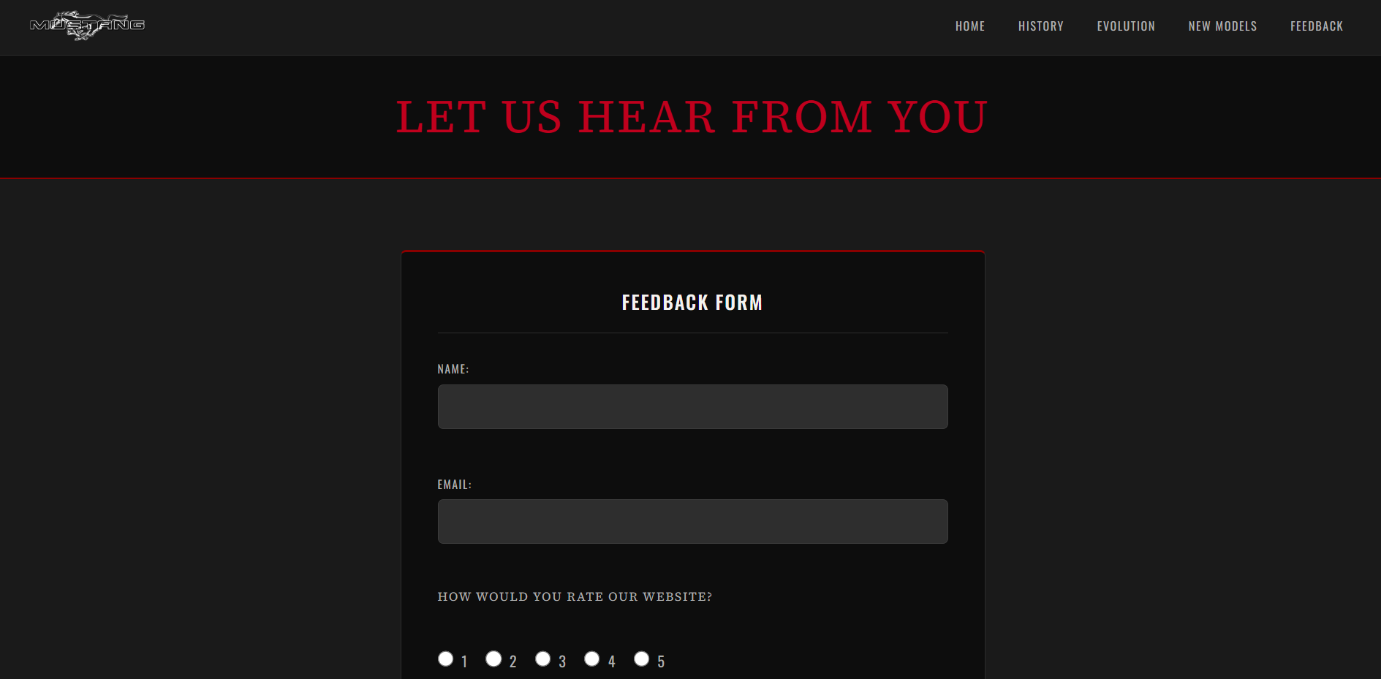 MUSTANG
HOME HISTORY EVOLUTION NEW MODELS FEEDBACK
LET US HEAR FROM YOU
FEEDBACK FORM
NAME:
EMAIL:
HOW WOULD YOU RATE OUR WEBSITE?
1 2 3 4 5